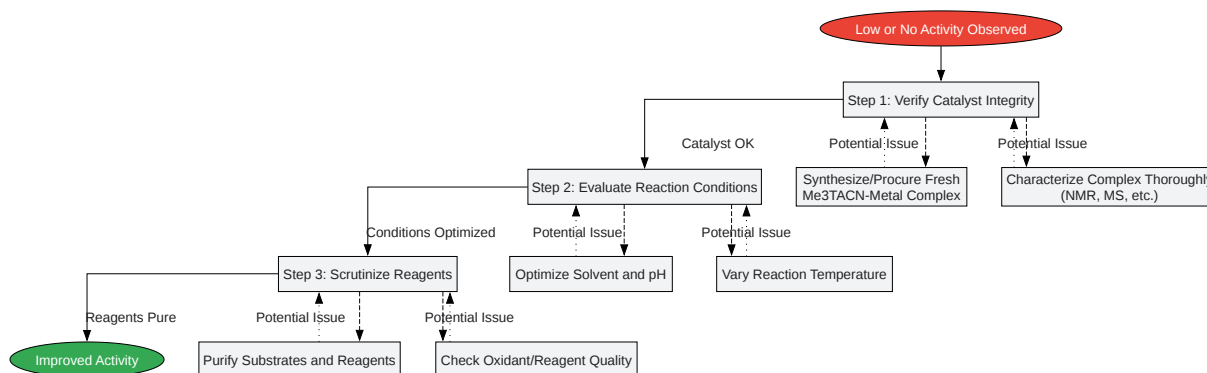 Low or No Activity Observed
Step 1: Verify Catalyst Integrity
Catalyst OK
Potential Issue
Potential Issue
Step 2: Evaluate Reaction Conditions
Synthesize/Procure Fresh
Me3TACN-Metal Complex
Characterize Complex Thoroughly
(NMR, MS, etc.)
Conditions Optimized
Potential Issue
Potential Issue
Step 3: Scrutinize Reagents
Optimize Solvent and pH
Vary Reaction Temperature
Reagents Pure
Potential Issue
Potential Issue
Improved Activity
Purify Substrates and Reagents
Check Oxidant/Reagent Quality